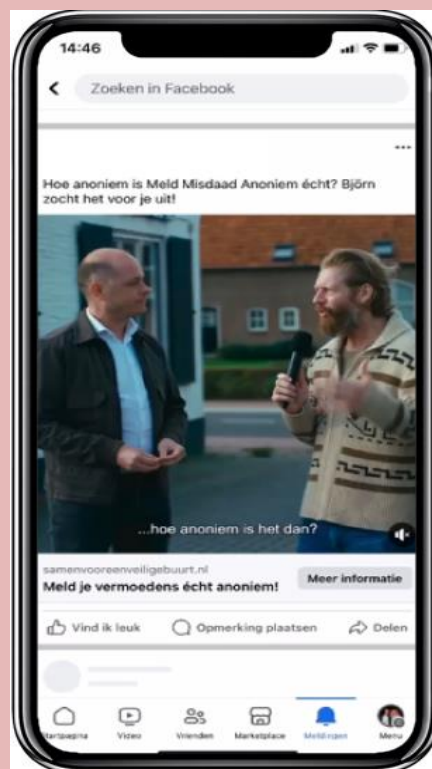 14:46
Zoeken in Facebook
Hoe anoniem is Meld Misdaad Anoniem écht? Björn
zocht het voor je uit!
...hoe anoniem is het dan?
samenvooreenveiligebuurt.nl
Meld je vermoedens écht anoniem!
Meer informatie
Vind ik leuk
Opmerking plaatsen
Delen
Startpagina
Video
Vrienden
Marketplace
Meldingen
Menu